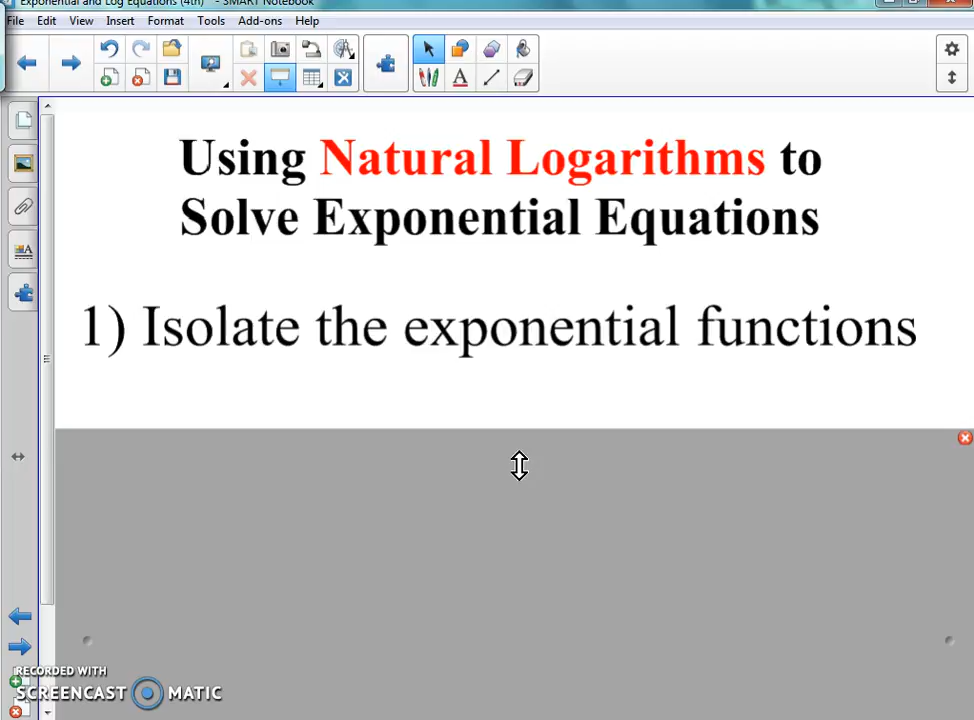 Exponential and Log Equations (4th) - SMART Notebook
File Edit View Insert Format Tools Add-ons Help
Using Natural Logarithms to
Solve Exponential Equations
1) Isolate the exponential functions
RECORDED WITH
SCREENCAST MATIC